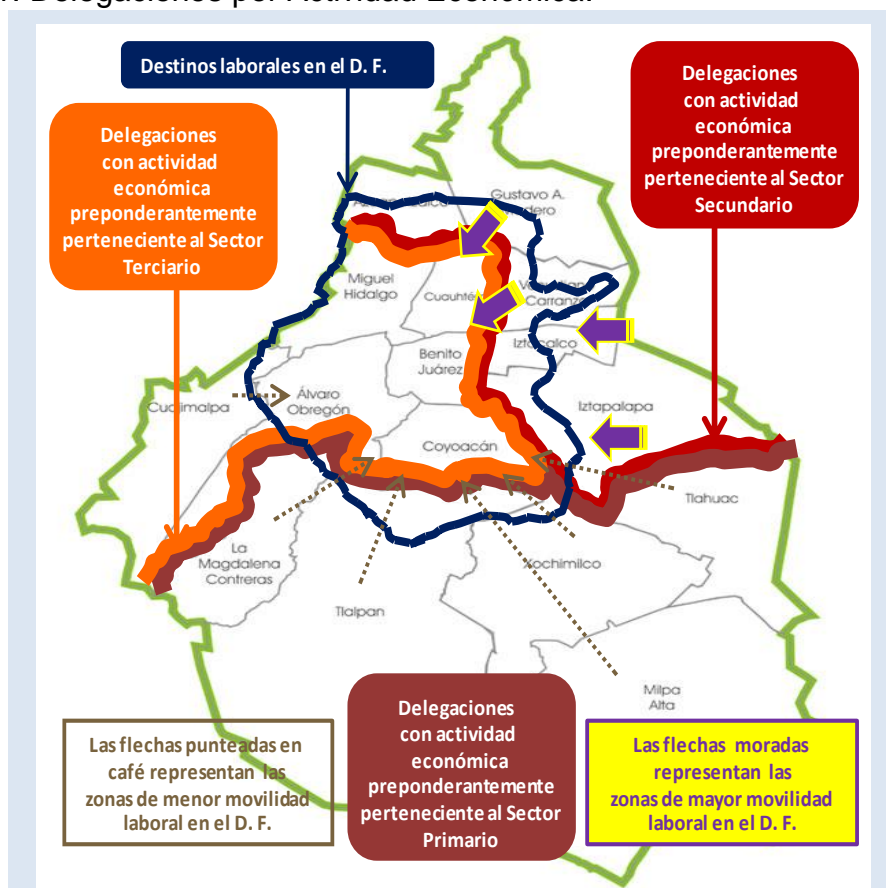 Delegaciones por Actividad Económica.
Destinos laborales en el D. F.
Delegaciones
con actividad
económica
preponderantemente
perteneciente al Sector
Secundario
Delegaciones
con actividad
económica
preponderantemente
perteneciente al Sector
Terciario
Gustavo A.
Miguel
Hidalgo
Carranza
Iztacalco
Benito
Juárez
Cuajimalpa
Álvaro
Obregón
Iztapalapa
Coyoacán
Tlahuac
La
Magdalena
Contreras
Xochimilco
Tlalpan
Milpa
Alta
Las flechas punteadas en
café representan las
zonas de menor movilidad
laboral en el D. F.
Delegaciones
con actividad
económica
preponderantemente
perteneciente al Sector
Primario
Las flechas moradas
representan las
zonas de mayor movilidad
laboral en el D. F.